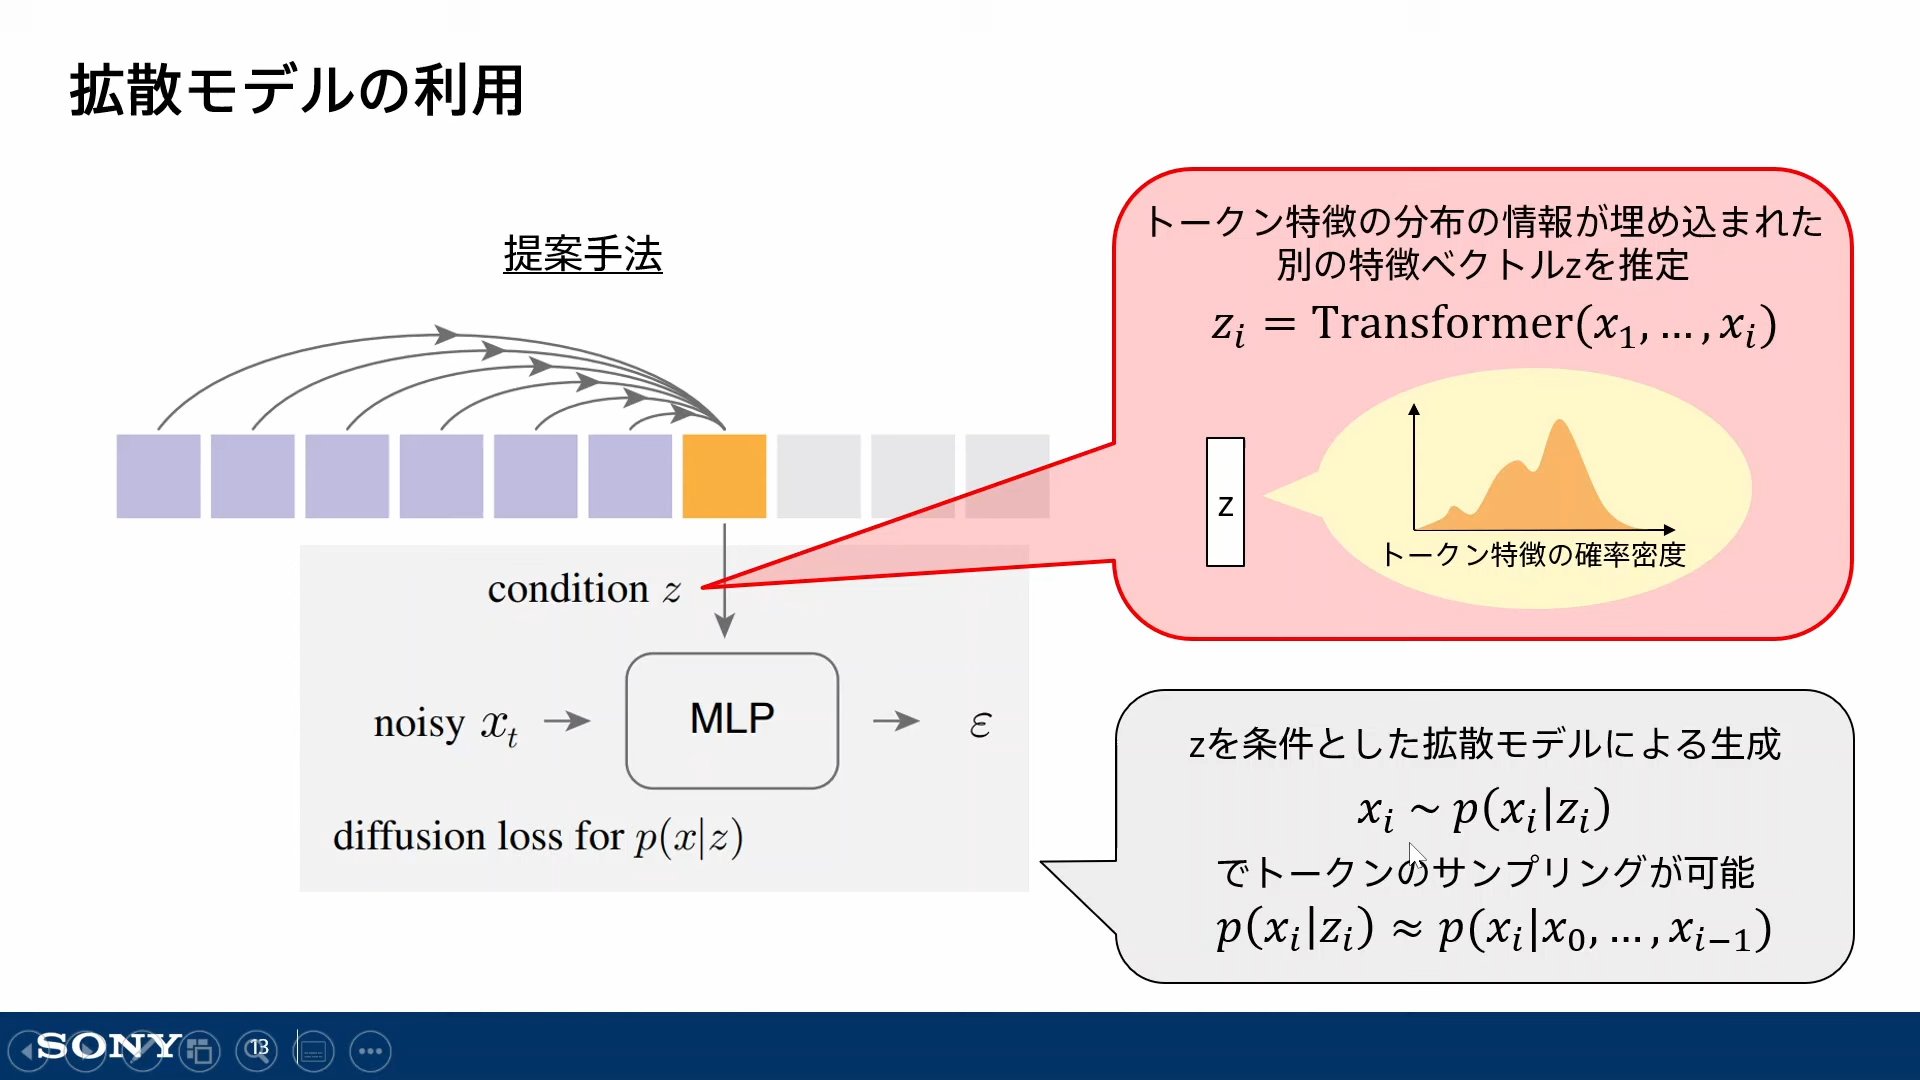 拡散モデルの利用
提案手法
condition z
noisy x_t
MLP
ε
diffusion loss for p(x|z)
トークン特徴の分布の情報が埋め込まれた
別の特徴ベクトルzを推定
z_i = Transformer(x_1, … , x_i)
z
トークン特徴の確率密度
zを条件とした拡散モデルによる生成
x_i ~ p(x_i|z_i)
でトークンのサンプリングが可能
p(x_i|z_i) ≈ p(x_i|x_0, … , x_{i−1})
SONY
13